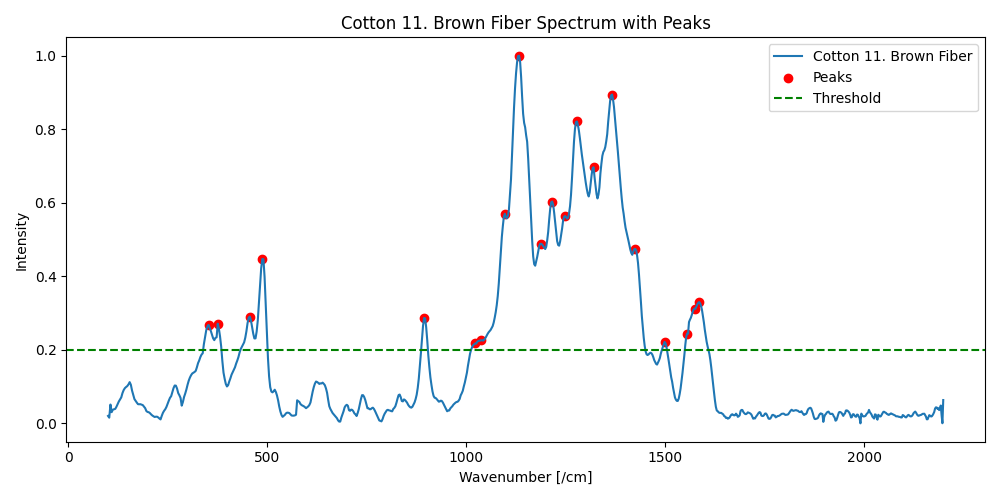 Cotton 11. Brown Fiber Spectrum with Peaks
Cotton 11. Brown Fiber
Peaks
Threshold
Intensity
1.0
0.8
0.6
0.4
0.2
0.0
0 500 1000 1500 2000
Wavenumber [/cm]